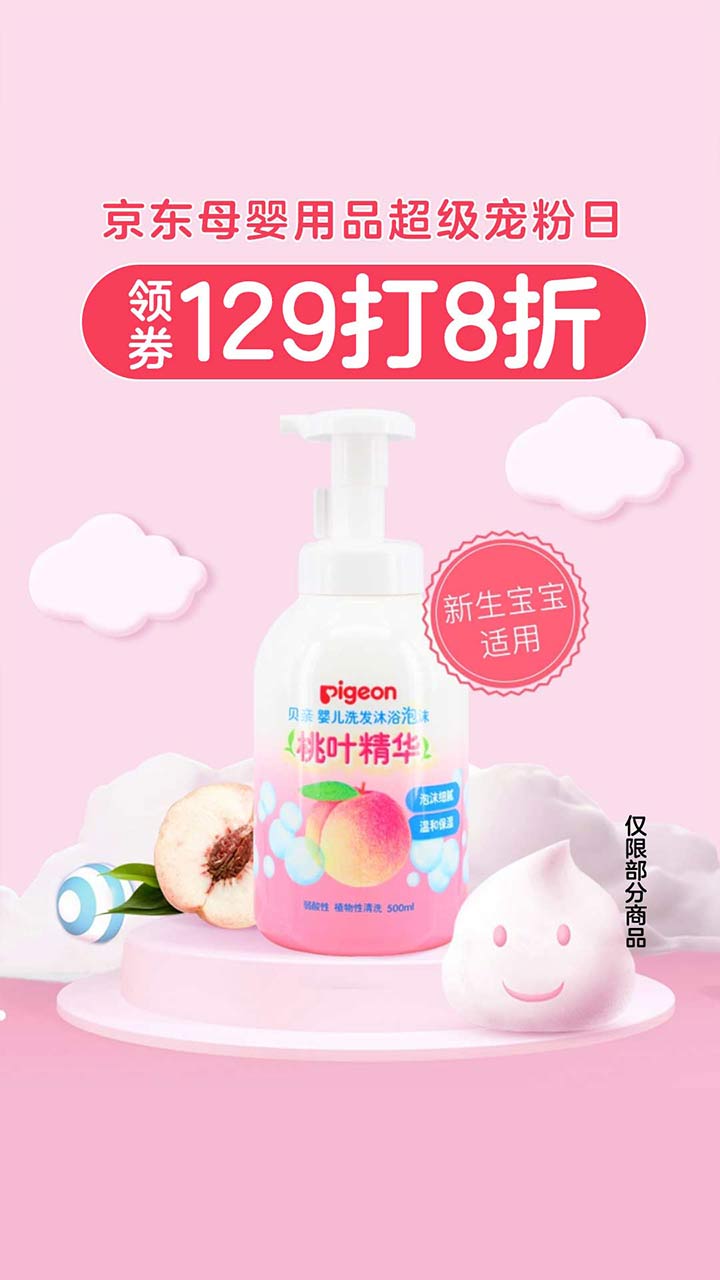 京东母婴用品超级宠粉日
领券129打8折
新生宝宝
适用
Pigeon
贝亲 婴儿洗发沐浴泡沫
桃叶精华
泡沫细腻
温和保湿
弱酸性 植物性清洗 500ml
仅限部分商品